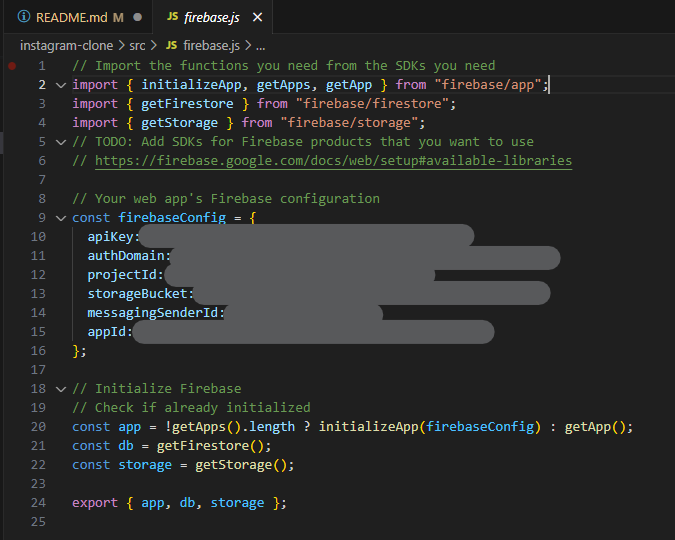 README.md M
JS firebase.js
instagram-clone > src > JS firebase.js > ...
1 // Import the functions you need from the SDKs you need
2 import { initializeApp, getApps, getApp } from "firebase/app";
3 import { getFirestore } from "firebase/firestore";
4 import { getStorage } from "firebase/storage";
5 // TODO: Add SDKs for Firebase products that you want to use
6 // https://firebase.google.com/docs/web/setup#available-libraries
7
8 // Your web app's Firebase configuration
9 const firebaseConfig = {
10 apiKey:
11 authDomain:
12 projectId:
13 storageBucket:
14 messagingSenderId:
15 appId:
16 };
17
18 // Initialize Firebase
19 // Check if already initialized
20 const app = !getApps().length ? initializeApp(firebaseConfig) : getApp();
21 const db = getFirestore();
22 const storage = getStorage();
23
24 export { app, db, storage };
25